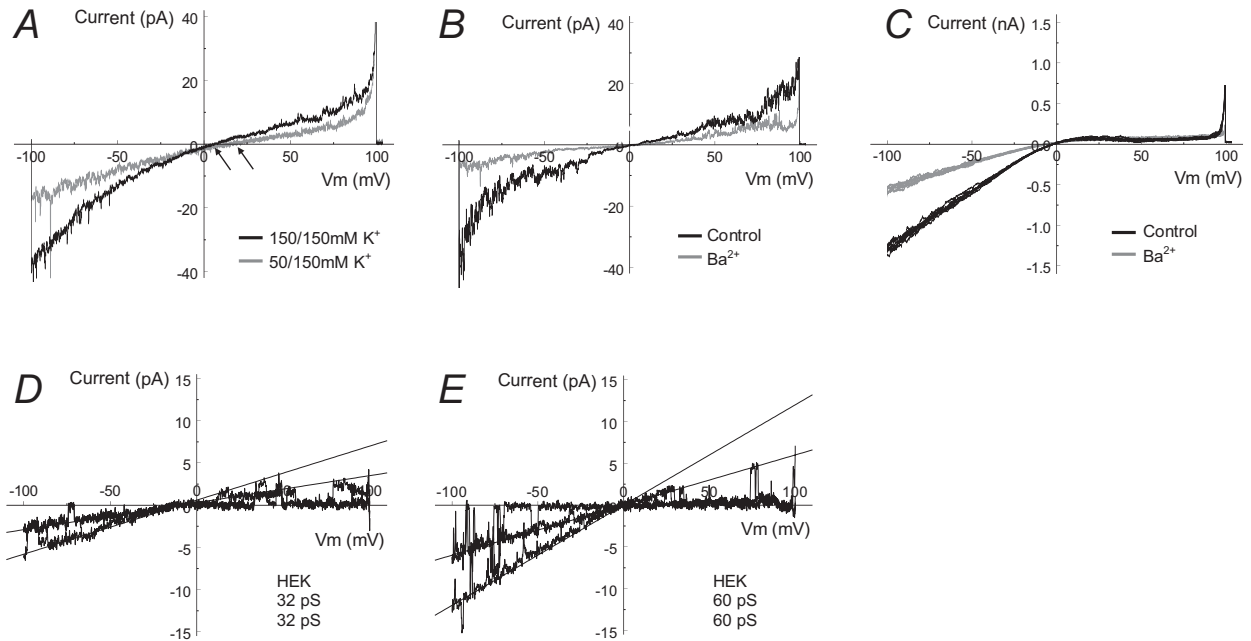 A
Current (pA)
40
20
-100
-50
0
50
100
Vm (mV)
-20
-40
150/150mM K⁺
50/150mM K⁺
B
Current (pA)
40
20
-100
-50
0
50
100
Vm (mV)
-20
-40
Control
Ba²⁺
C
Current (nA)
1.5
1.0
0.5
0.0
-100
-50
0
50
100
Vm (mV)
-0.5
-1.0
-1.5
Control
Ba²⁺
D
Current (pA)
15
10
5
-100
-50
0
50
Vm (mV)
-5
-10
-15
HEK
32 pS
32 pS
E
Current (pA)
15
10
5
-100
-50
0
50
100
Vm (mV)
-5
-10
-15
HEK
60 pS
60 pS